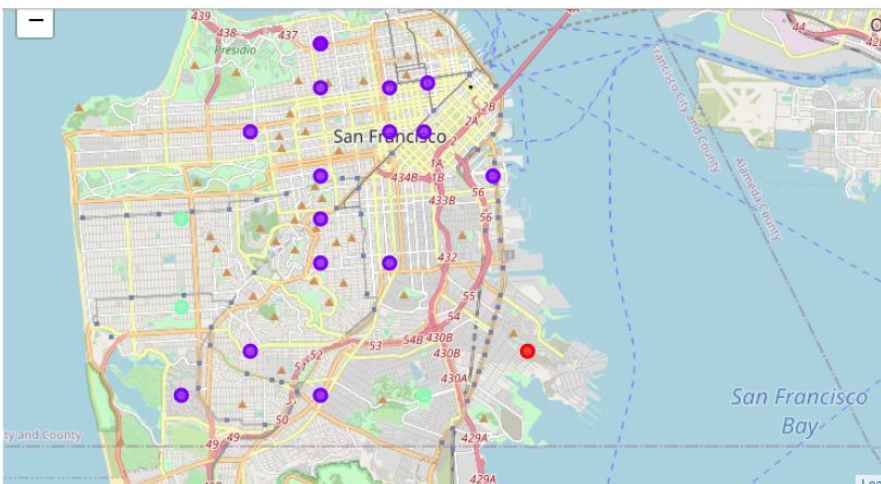 −
439
438
437
Presidio
4A
44
2B
2A
San Francisco
2
1A
1B
434B
56
433B
56
432
55
54
54B
430B
53
52
430B
51
430A
50
49
49
429A
429A
ty and County
Francisco City and County
Alameda County
San Francisco
Bay